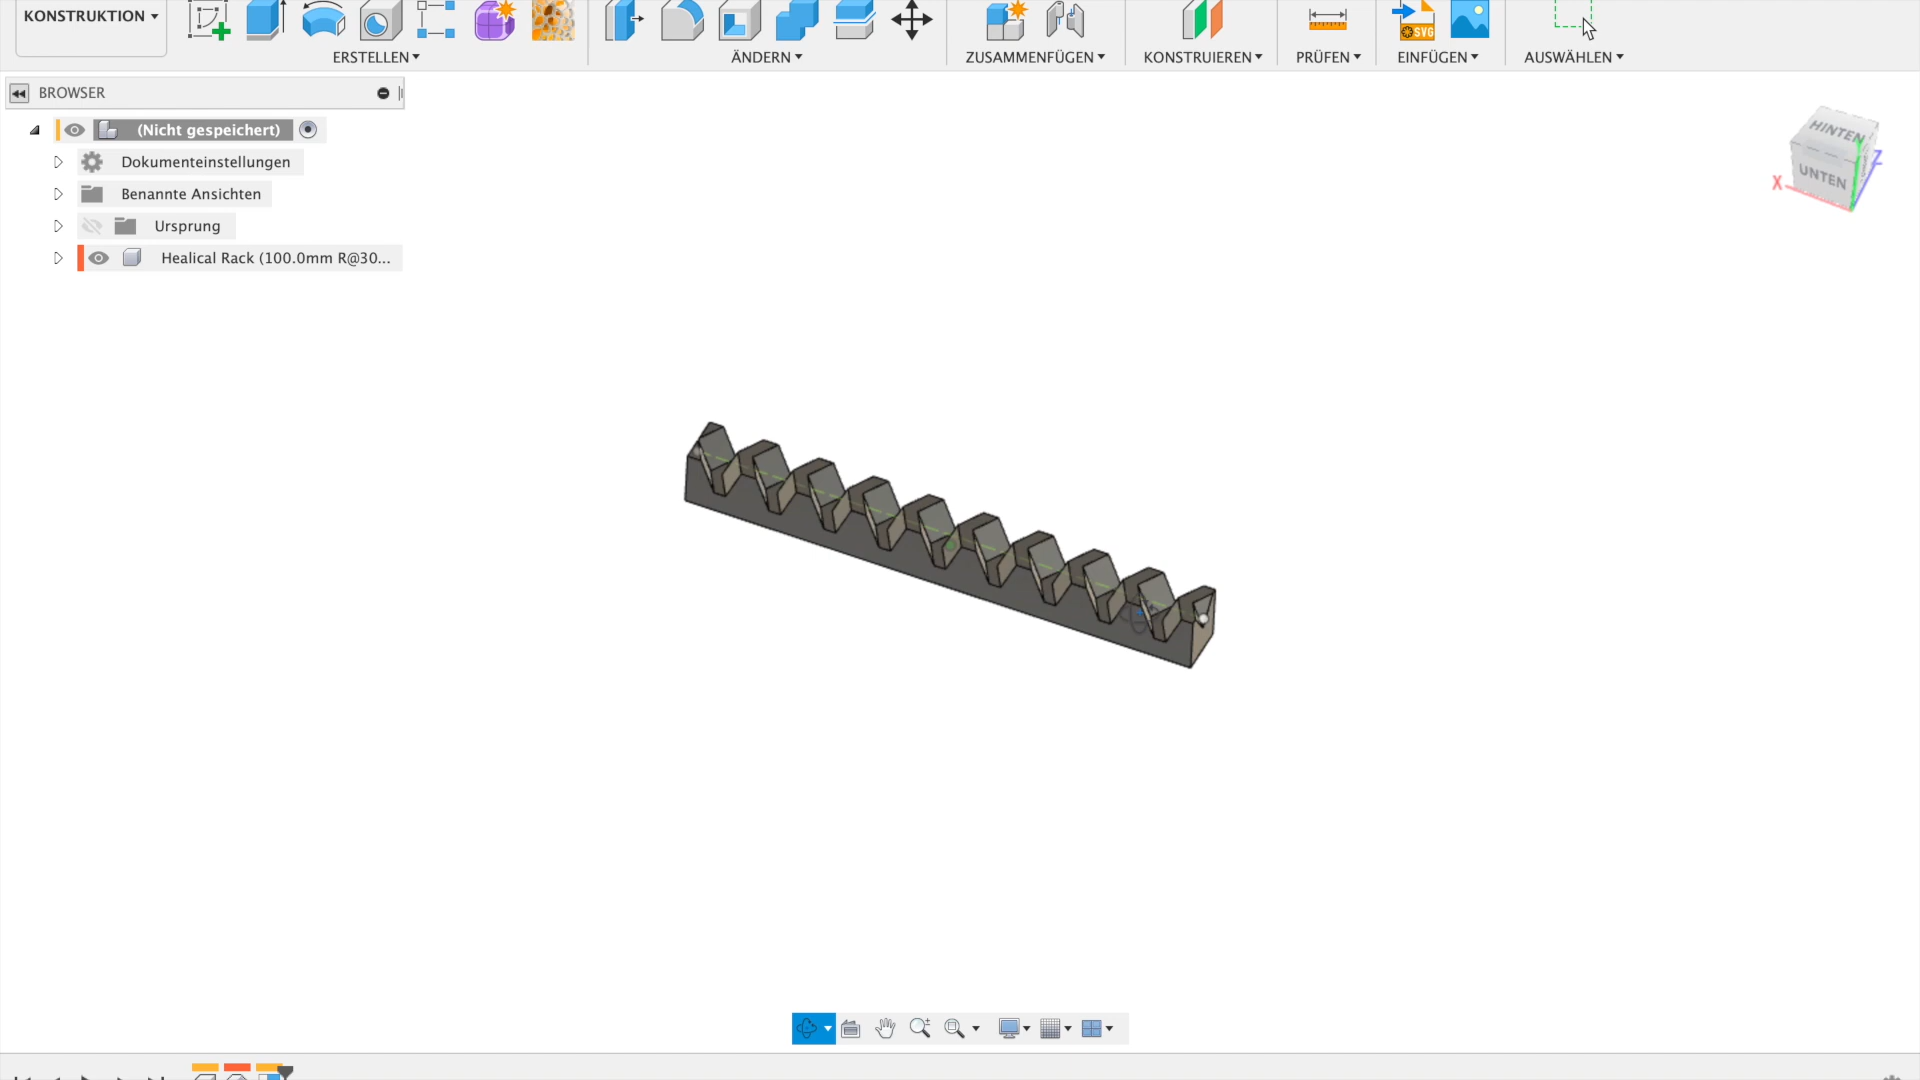 KONSTRUKTION
ERSTELLEN
ÄNDERN
ZUSAMMENFÜGEN
KONSTRUIEREN
PRÜFEN
SVG
EINFÜGEN
AUSWÄHLEN
BROWSER
(Nicht gespeichert)
Dokumenteinstellungen
Benannte Ansichten
Ursprung
Healical Rack (100.0mm R@30...
HINTEN
UNTEN
X
Z